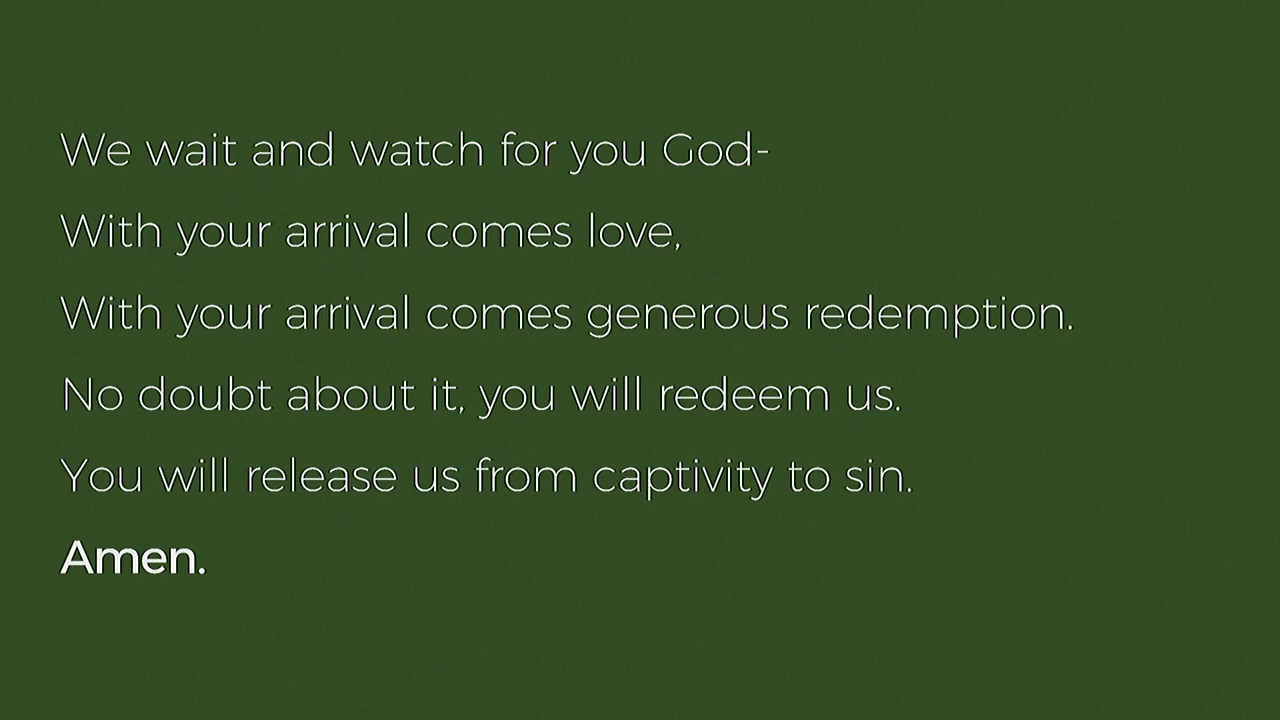 We wait and watch for you God-
With your arrival comes love,
With your arrival comes generous redemption.
No doubt about it, you will redeem us.
You will release us from captivity to sin.
Amen.